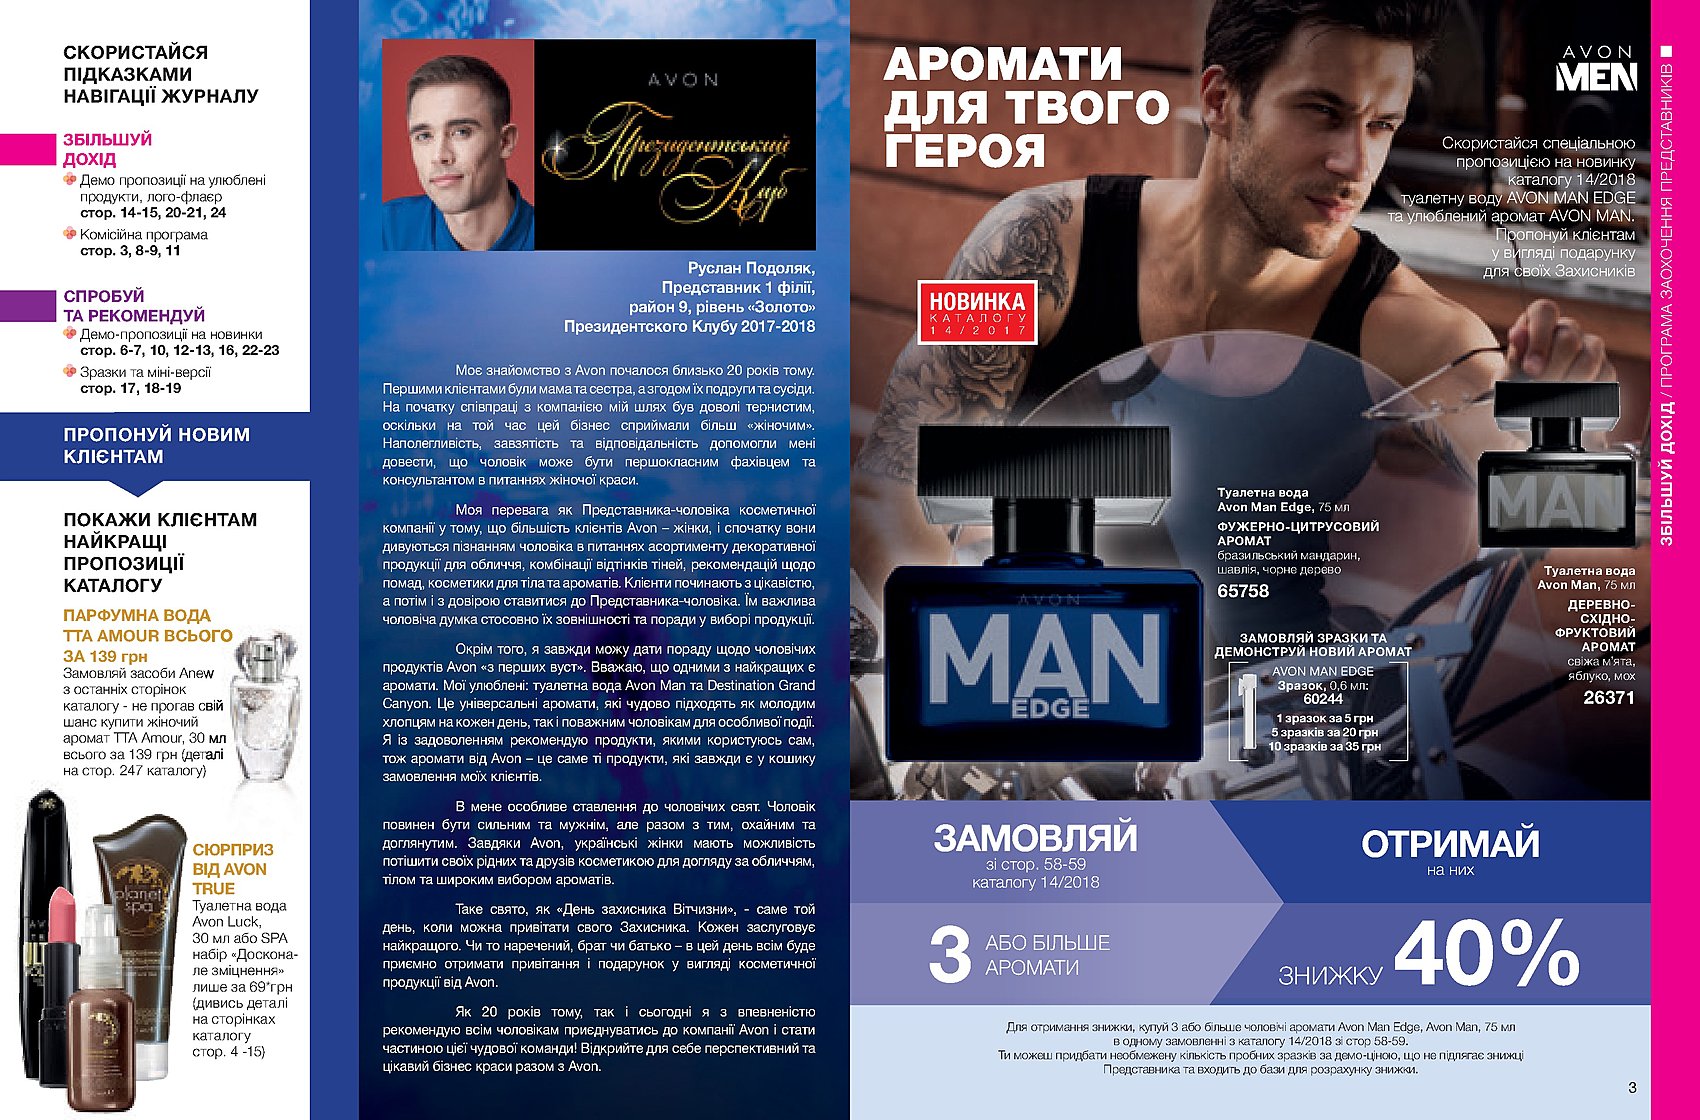 СКОРИСТАЙСЯ
ПІДКАЗКАМИ
НАВІГАЦІЇ ЖУРНАЛУ
ЗБІЛЬШУЙ
ДОХІД
Демо пропозиції на улюблені
продукти, лого-флаєр
стор. 14-15, 20-21, 24
Комісійна програма
стор. 3, 8-9, 11
СПРОБУЙ
ТА РЕКОМЕНДУЙ
Демо-пропозиції на новинки
стор. 6-7, 10, 12-13, 16, 22-23
Зразки та міні-версії
стор. 17, 18-19
ПРОПОНУЙ НОВИМ
КЛІЄНТАМ
ПОКАЖИ КЛІЄНТАМ
НАЙКРАЩІ
ПРОПОЗИЦІЇ
КАТАЛОГУ
ПАРФУМНА ВОДА
TTA AMOUR ВСЬОГО
ЗА 139 грн
Замовляй засоби Anew
з останніх сторінок
каталогу - не прогав свій
шанс купити жіночий
аромат TTA Amour, 30 мл
всього за 139 грн (деталі
на стор. 247 каталогу)
СЮРПРИЗ
ВІД AVON
TRUE
Туалетна вода
Avon Luck,
30 мл або SPA
набір «Доскона-
ле зміцнення»
лише за 69*грн
(дивись деталі
на сторінках
каталогу
стор. 4 -15)
planet
spa
AVON
Президентський
Клуб
Руслан Подоляк,
Представник 1 філії,
район 9, рівень «Золото»
Президентского Клубу 2017-2018
Моє знайомство з Avon почалося близько 20 років тому.
Першими клієнтами були мама та сестра, а згодом їх подруги та сусіди.
На початку співпраці з компанією мій шлях був доволі тернистим,
оскільки на той час цей бізнес сприймали більш «жіночим».
Наполегливість, завзятість та відповідальність допомогли мені
довести, що чоловік може бути першокласним фахівцем та
консультантом в питаннях жіночої краси.
Моя перевага як Представника-чоловіка косметичної
компанії у тому, що більшість клієнтів Avon – жінки, і спочатку вони
дивуються пізнанням чоловіка в питаннях асортименту декоративної
продукції для обличчя, комбінації відтінків тіней, рекомендацій щодо
помад, косметики для тіла та ароматів. Клієнти починають з цікавістю,
а потім і з довірою ставитися до Представника-чоловіка. Їм важлива
чоловіча думка стосовно їх зовнішності та поради у виборі продукції.
Окрім того, я завжди можу дати пораду щодо чоловічих
продуктів Avon «з перших вуст». Вважаю, що одними з найкращих є
аромати. Мої улюблені: туалетна вода Avon Man та Destination Grand
Canyon. Це універсальні аромати, які чудово підходять як молодим
хлопцям на кожен день, так і поважним чоловікам для особливої події.
Я із задоволенням рекомендую продукти, якими користуюсь сам,
тож аромати від Avon – це саме ті продукти, які завжди є у кошику
замовлення моїх клієнтів.
В мене особливе ставлення до чоловічих свят. Чоловік
повинен бути сильним та мужнім, але разом з тим, охайним та
доглянутим. Завдяки Avon, українські жінки мають можливість
потішити своїх рідних та друзів косметикою для догляду за обличчям,
тілом та широким вибором ароматів.
Таке свято, як «День захисника Вітчизни», - саме той
день, коли можна привітати свого Захисника. Кожен заслуговує
найкращого. Чи то наречений, брат чи батько – в цей день всім буде
приємно отримати привітання і подарунок у вигляді косметичної
продукції від Avon.
Як 20 років тому, так і сьогодні я з впевненістю
рекомендую всім чоловікам приєднуватись до компанії Avon і стати
частиною цієї чудової команди! Відкрийте для себе перспективний та
цікавий бізнес краси разом з Avon.
АРОМАТИ
ДЛЯ ТВОГО
ГЕРОЯ
AVON
MEN
Скористайся спеціальною
пропозицією на новинку
каталогу 14/2018
туалетну воду AVON MAN EDGE
та улюблений аромат AVON MAN.
Пропонуй клієнтам
у вигляді подарунку
для своїх Захисників
НОВИНКА
КАТАЛОГУ
14/2017
AVON
MAN
EDGE
MAN
Туалетна вода
Avon Man Edge, 75 мл
ФУЖЕРНО-ЦИТРУСОВИЙ
АРОМАТ
бразильський мандарин,
шавлія, чорне дерево
65758
ЗАМОВЛЯЙ ЗРАЗКИ ТА
ДЕМОНСТРУЙ НОВИЙ АРОМАТ
AVON MAN EDGE
Зразок, 0,6 мл:
60244
1 зразок за 5 грн
5 зразків за 20 грн
10 зразків за 35 грн
Туалетна вода
Avon Man, 75 мл
ДЕРЕВНО-
СХІДНО-
ФРУКТОВИЙ
АРОМАТ
свіжа м'ята,
яблуко, мох
26371
ЗАМОВЛЯЙ
зі стор. 58-59
каталогу 14/2018
ОТРИМАЙ
на них
3 АБО БІЛЬШЕ
АРОМАТИ
ЗНИЖКУ 40%
Для отримання знижки, купуй 3 або більше чоловічі аромати Avon Man Edge, Avon Man, 75 мл
в одному замовленні з каталогу 14/2018 зі стор 58-59.
Ти можеш придбати необмежену кількість пробних зразків за демо-ціною, що не підлягає знижці
Представника та входить до бази для розрахунку знижки.
3
ЗБІЛЬШУЙ ДОХІД / ПРОГРАМА ЗАОХОЧЕННЯ ПРЕДСТАВНИКІВ